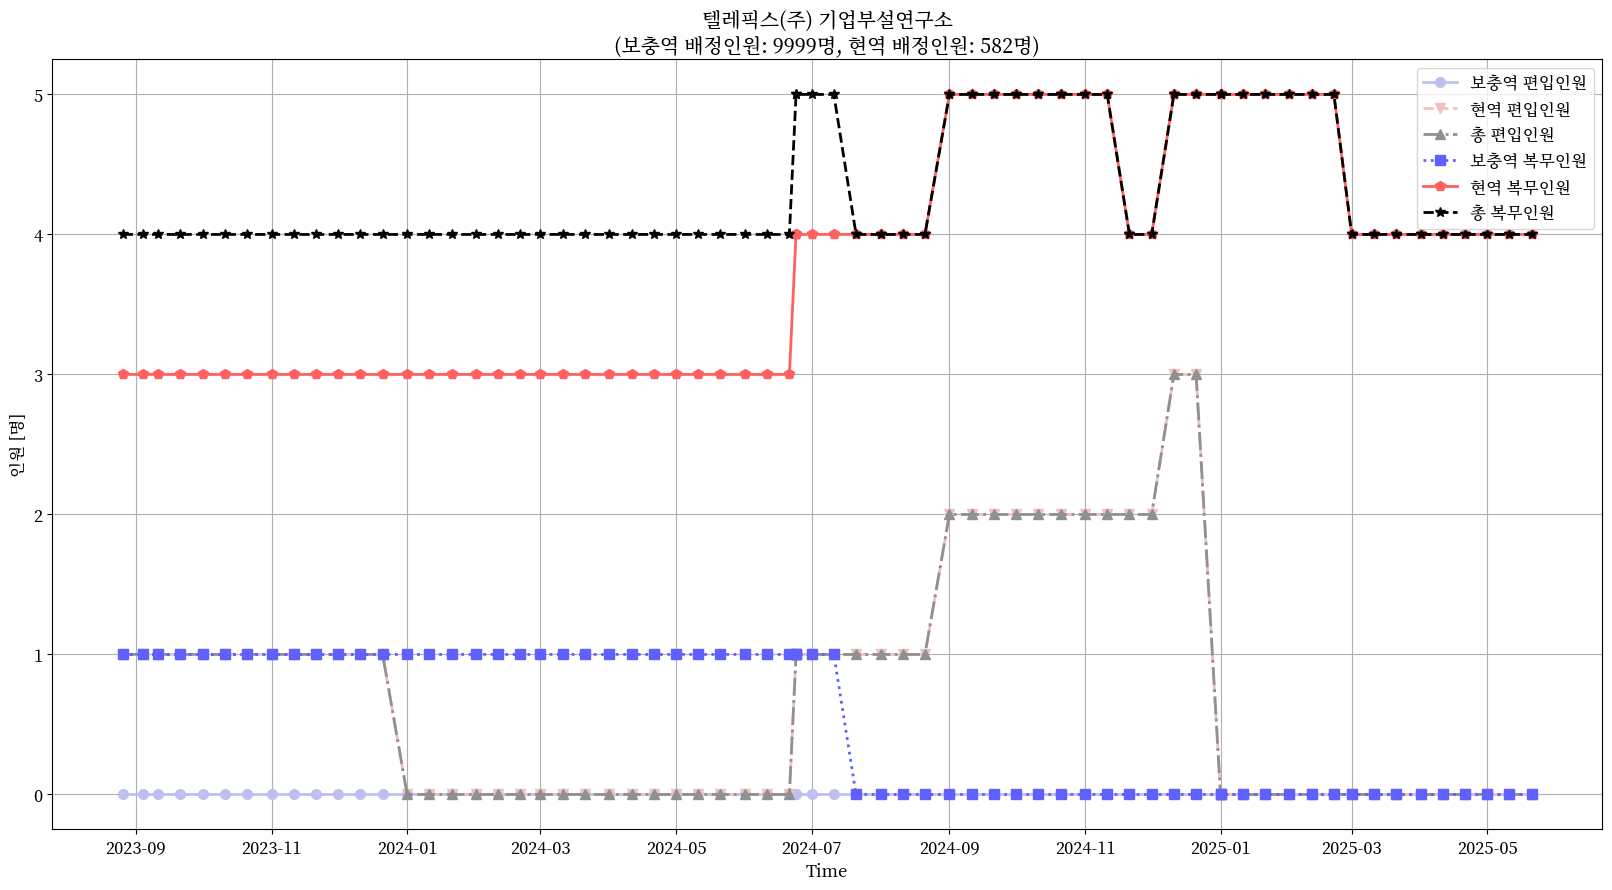 텔레픽스(주) 기업부설연구소
(보충역 배정인원: 9999명, 현역 배정인원: 582명)
보충역 편입인원
현역 편입인원
총 편입인원
보충역 복무인원
현역 복무인원
총 복무인원
인원 [명]
5
4
3
2
1
0
2023-09
2023-11
2024-01
2024-03
2024-05
2024-07
2024-09
2024-11
2025-01
2025-03
2025-05
Time